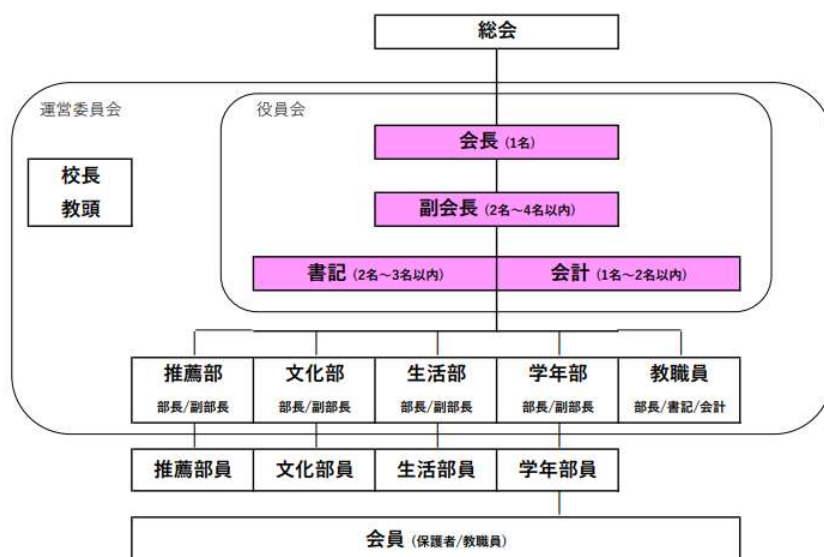 総会
運営委員会
役員会
会長 (1名)
校長
教頭
副会長 (2名～4名以内)
書記 (2名～3名以内)
会計 (1名～2名以内)
推薦部
文化部
生活部
学年部
教職員
部長/副部長
部長/副部長
部長/副部長
部長/副部長
部長/書記/会計
推薦部員
文化部員
生活部員
学年部員
会員 (保護者/教職員)